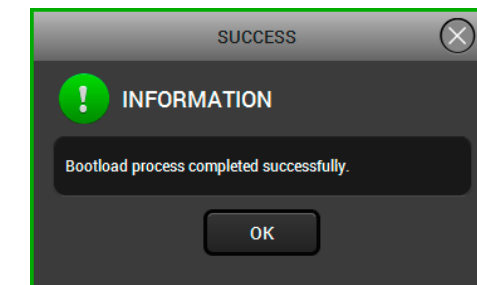 SUCCESS
! INFORMATION
Bootload process completed successfully.
OK